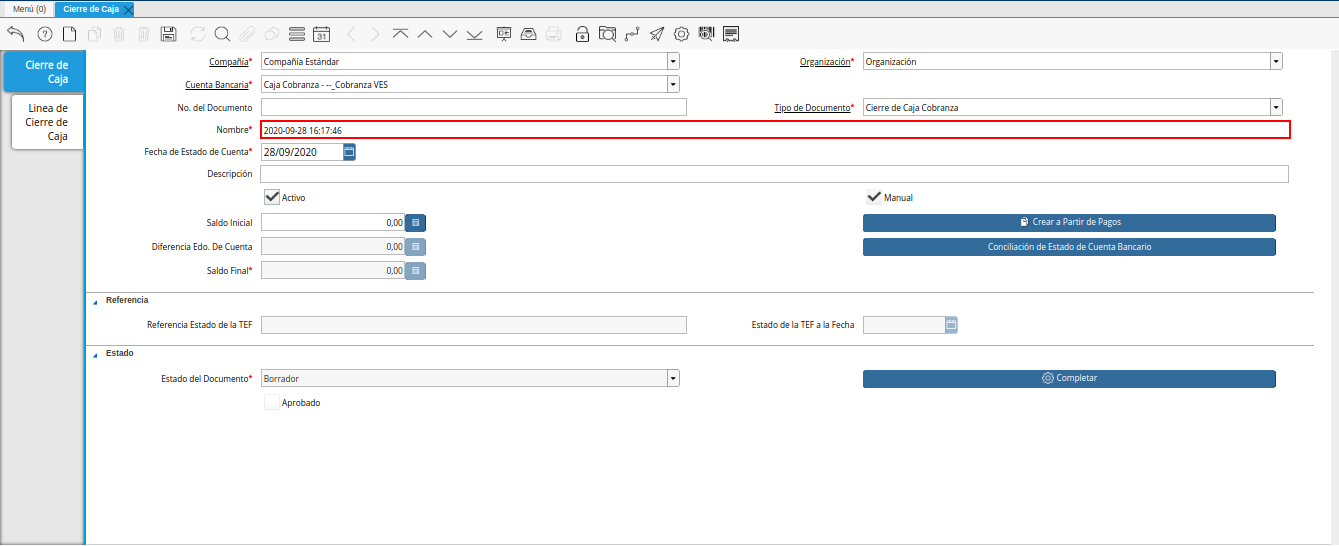 Menú (0) Cierre de Caja
31
Cierre de
Caja
Linea de
Cierre de
Caja
Compañía* Compañía Estándar Organización* Organización
Cuenta Bancaria* Caja Cobranza - --_Cobranza VES
No. del Documento Tipo de Documento* Cierre de Caja Cobranza
Nombre* 2020-09-28 16:17:46
Fecha de Estado de Cuenta* 28/09/2020
Descripción
Activo Manual
Saldo Inicial 0,00 Crear a Partir de Pagos
Diferencia Edo. De Cuenta 0,00 Conciliación de Estado de Cuenta Bancario
Saldo Final* 0,00
Referencia
Referencia Estado de la TEF Estado de la TEF a la Fecha
Estado
Estado del Documento* Borrador Completar
Aprobado